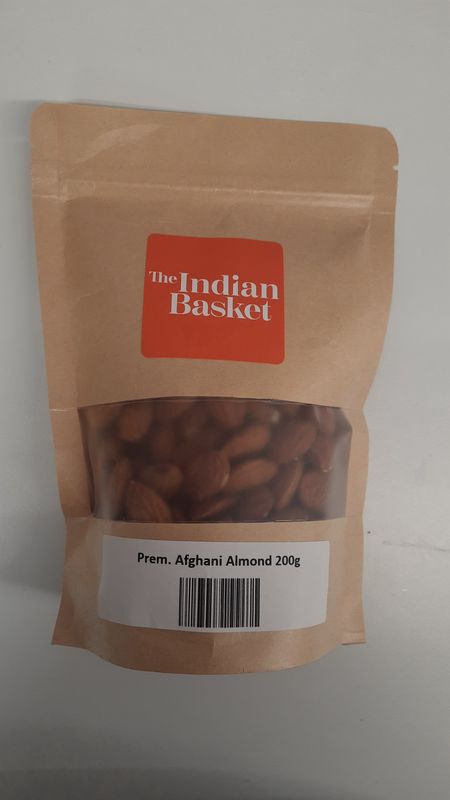 The Indian
Basket
Prem. Afghani Almond 200g